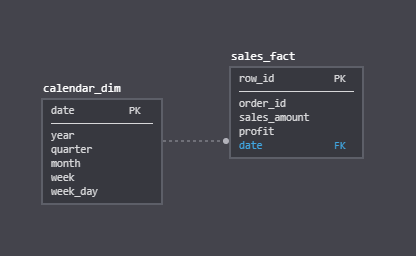 sales_fact
row_id PK
order_id
sales_amount
profit
date FK
calendar_dim
date PK
year
quarter
month
week
week_day